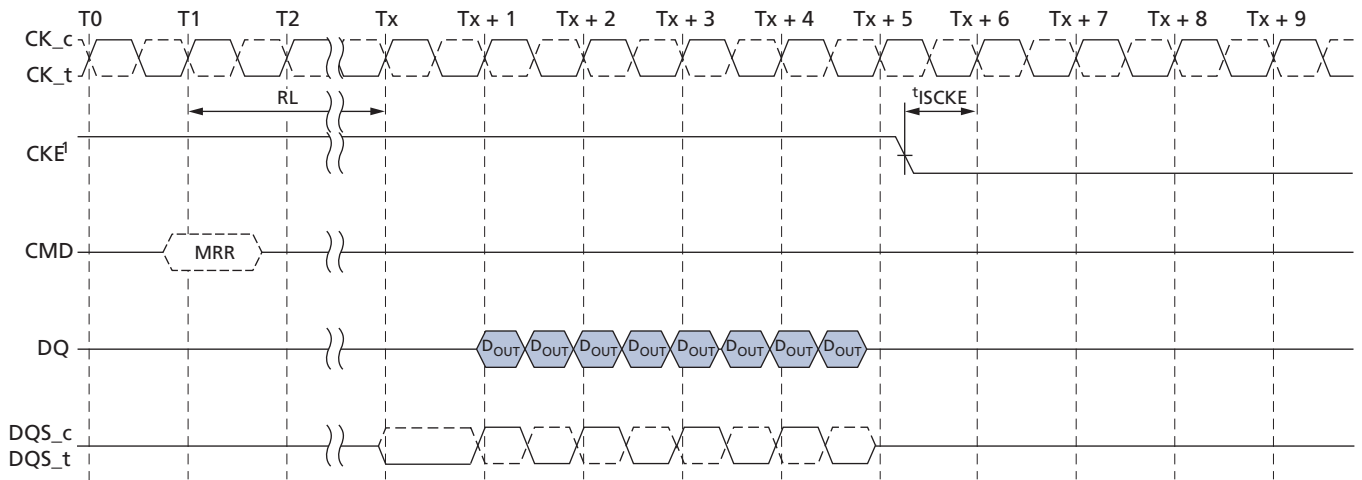 T0 T1 T2 Tx Tx + 1 Tx + 2 Tx + 3 Tx + 4 Tx + 5 Tx + 6 Tx + 7 Tx + 8 Tx + 9
CK_c
CK_t
RL tISCKE
CKE1
CMD MRR
DQ DOUT DOUT DOUT DOUT DOUT DOUT DOUT DOUT
DQS_c
DQS_t